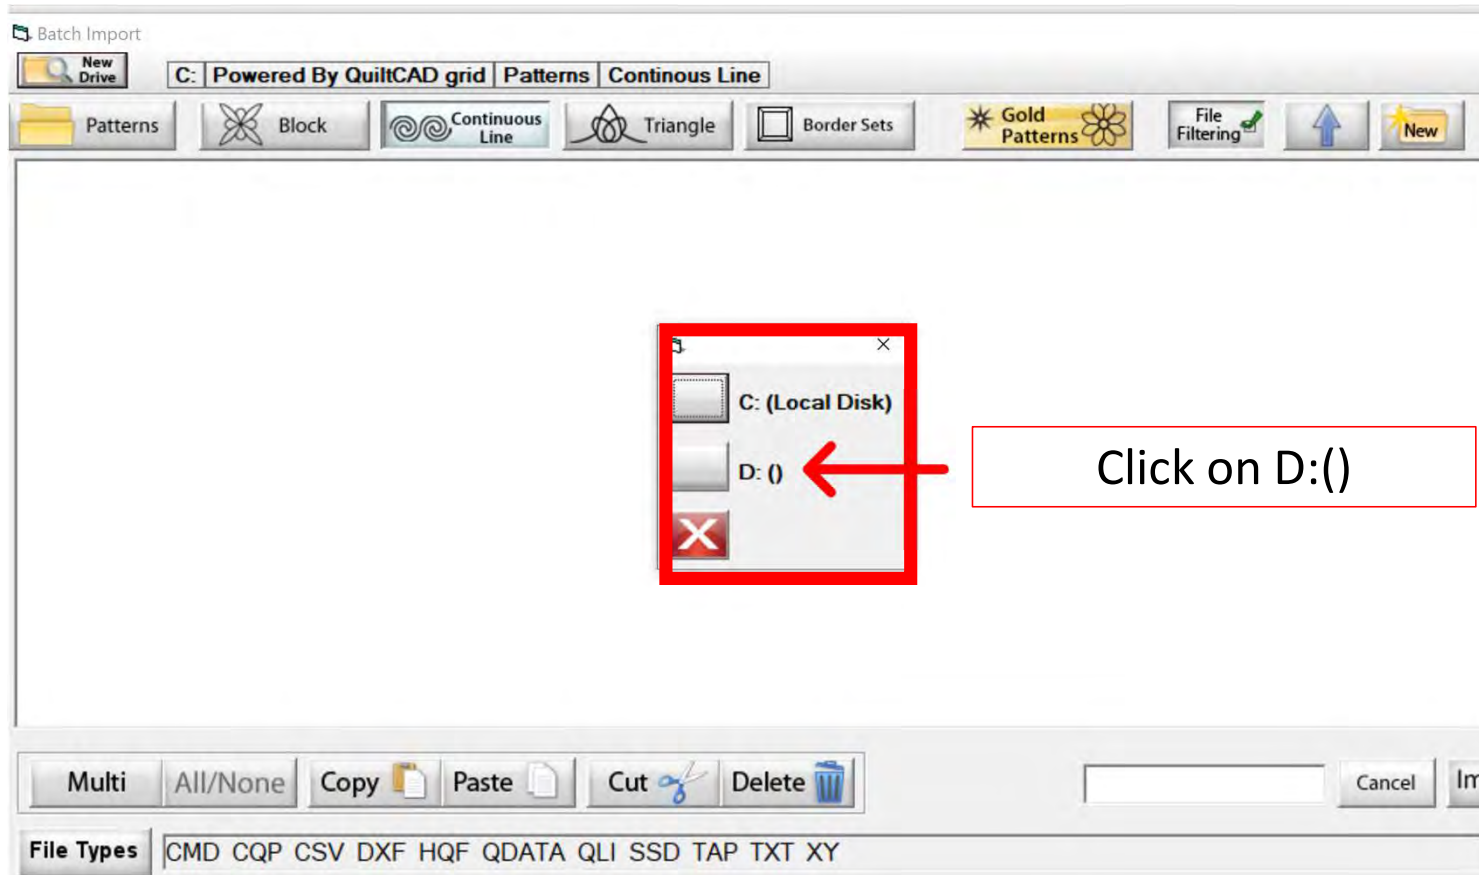 Batch Import
New
Drive
C: Powered By QuiltCAD grid Patterns Continous Line
Patterns
Block
Continuous
Line
Triangle
Border Sets
Gold
Patterns
File
Filtering
New
C: (Local Disk)
D: ()
Click on D:()
Multi
All/None
Copy
Paste
Cut
Delete
Cancel
Im
File Types
CMD CQP CSV DXF HQF QDATA QLI SSD TAP TXT XY